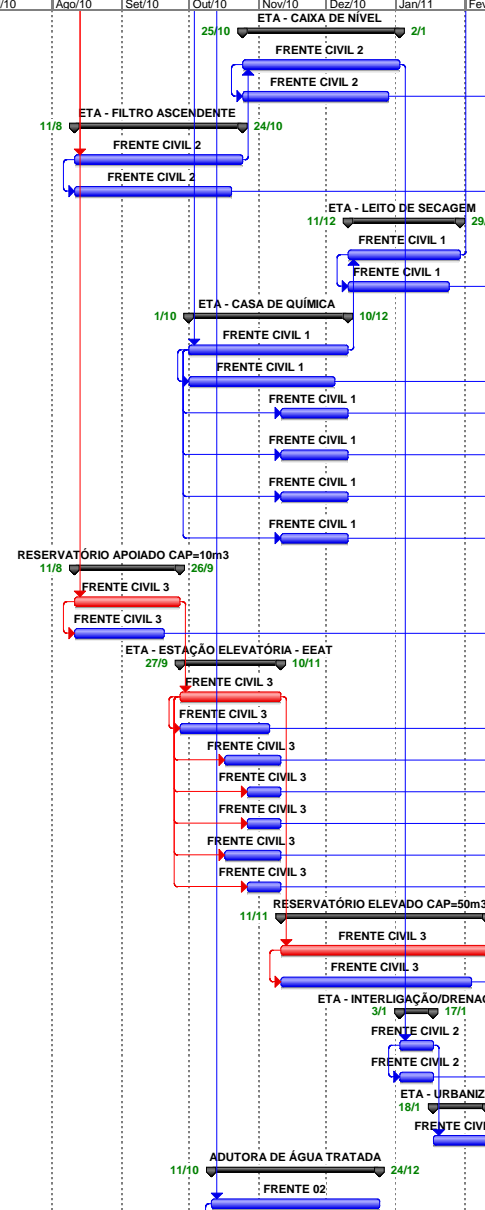 /10 Ago/10 Set/10 Out/10 Nov/10 Dez/10 Jan/11 Fev
ETA - CAIXA DE NÍVEL
25/10 2/1
FRENTE CIVIL 2
FRENTE CIVIL 2
ETA - FILTRO ASCENDENTE
11/8 24/10
FRENTE CIVIL 2
FRENTE CIVIL 2
ETA - LEITO DE SECAGEM
11/12 29/
FRENTE CIVIL 1
FRENTE CIVIL 1
ETA - CASA DE QUÍMICA
1/10 10/12
FRENTE CIVIL 1
FRENTE CIVIL 1
FRENTE CIVIL 1
FRENTE CIVIL 1
FRENTE CIVIL 1
FRENTE CIVIL 1
RESERVATÓRIO APOIADO CAP=10m3
11/8 26/9
FRENTE CIVIL 3
FRENTE CIVIL 3
ETA - ESTAÇÃO ELEVATÓRIA - EEAT
27/9 10/11
FRENTE CIVIL 3
FRENTE CIVIL 3
FRENTE CIVIL 3
FRENTE CIVIL 3
FRENTE CIVIL 3
FRENTE CIVIL 3
FRENTE CIVIL 3
RESERVATÓRIO ELEVADO CAP=50m3
11/11
FRENTE CIVIL 3
FRENTE CIVIL 3
ETA - INTERLIGAÇÃO/DRENAG
3/1 17/1
FRENTE CIVIL 2
FRENTE CIVIL 2
ETA - URBANIZ
18/1
FRENTE CIVI
ADUTORA DE ÁGUA TRATADA
11/10 24/12
FRENTE 02